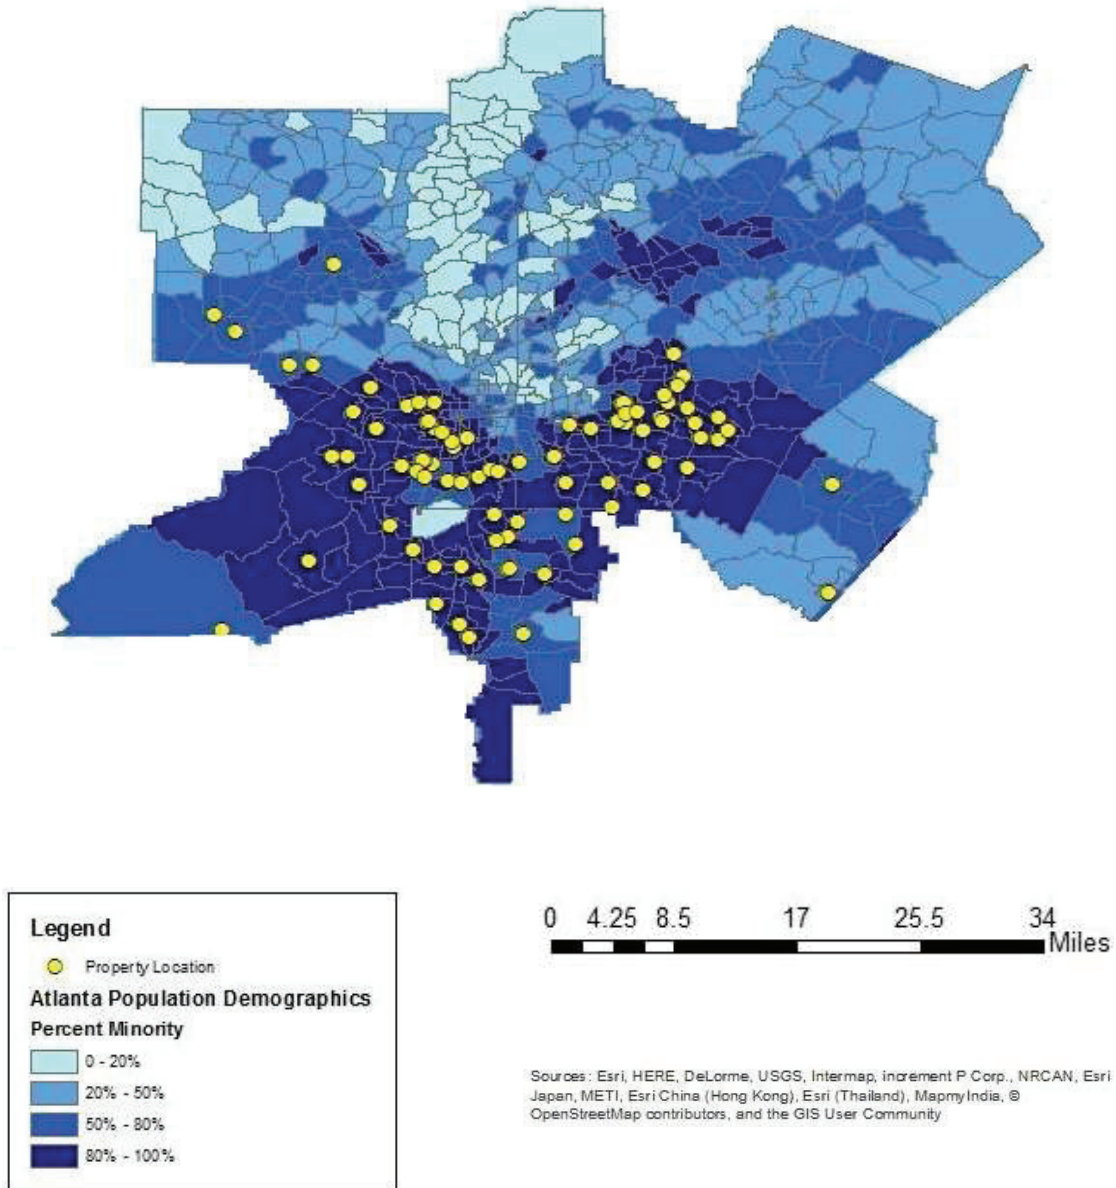 Legend
Property Location
Atlanta Population Demographics
Percent Minority
0 - 20%
20% - 50%
50% - 80%
80% - 100%
0 4.25 8.5 17 25.5 34
Miles
Sources: Esri, HERE, DeLorme, USGS, Intermap, increment P Corp., NRCAN, Esri
Japan, METI, Esri China (Hong Kong), Esri (Thailand), MapmyIndia, ©
OpenStreetMap contributors, and the GIS User Community